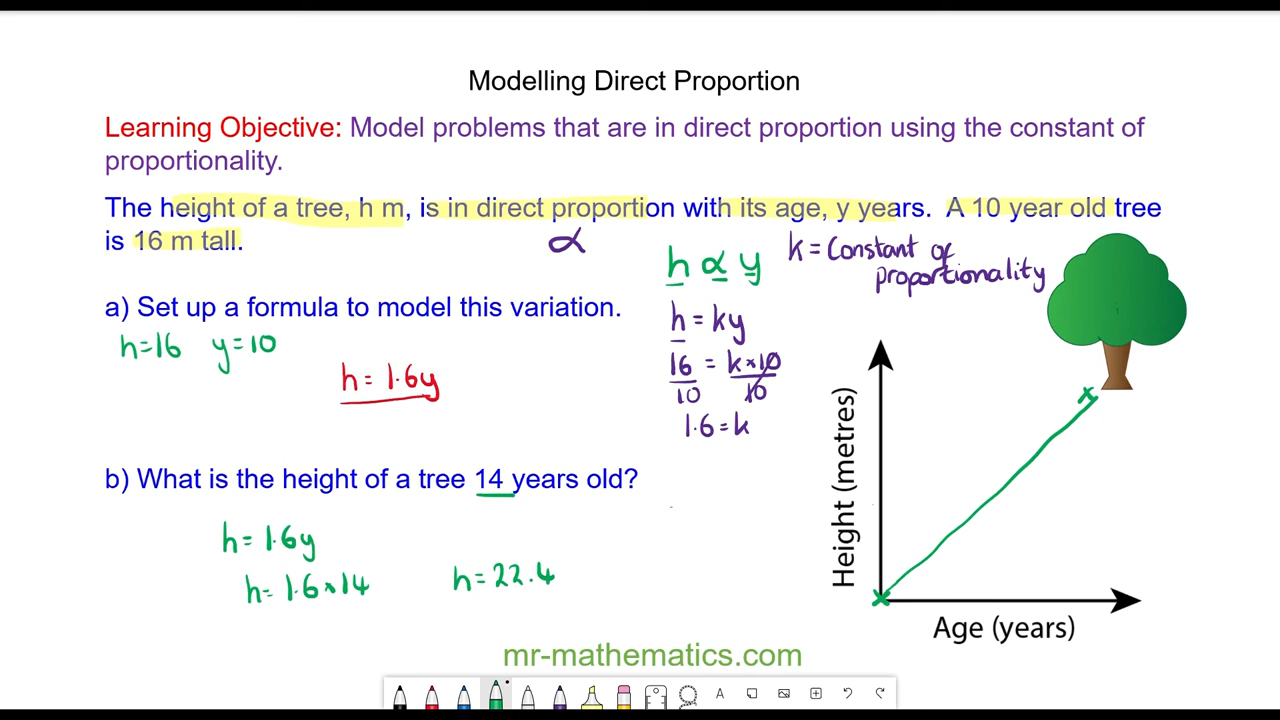 Modelling Direct Proportion
Learning Objective: Model problems that are in direct proportion using the constant of
proportionality.
The height of a tree, h m, is in direct proportion with its age, y years. A 10 year old tree
is 16 m tall.
α
h α y
k = Constant of
proportionality
a) Set up a formula to model this variation.
h=16 y=10
h = 1.6y
h = ky
16 = k×10
10 10
1.6 = k
b) What is the height of a tree 14 years old?
h = 1.6y
h = 1.6×14
h = 22.4
Height (metres)
Age (years)
mr-mathematics.com
A